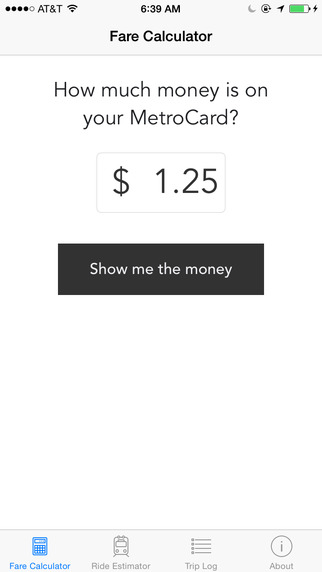 AT&T 6:39 AM
Fare Calculator
How much money is on
your MetroCard?
$ 1.25
Show me the money
Fare Calculator Ride Estimator Trip Log About